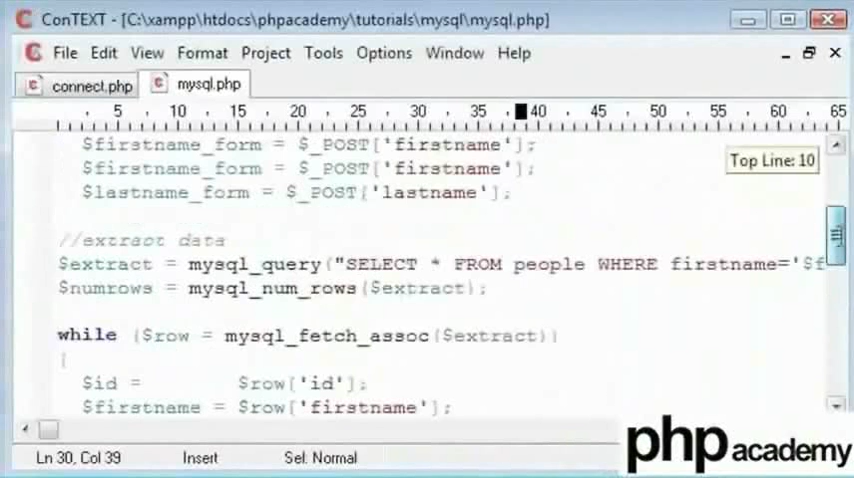 ConTEXT - [C:\xampp\htdocs\phpacademy\tutorials\mysql\mysql.php]
File Edit View Format Project Tools Options Window Help
connect.php mysql.php
5 10 15 20 25 30 35 40 45 50 55 60 65
$firstname_form = $_POST['firstname'];
Top Line: 10
$firstname_form = $_POST['firstname'];
$lastname_form = $_POST['lastname'];
//extract data
$extract = mysql_query("SELECT * FROM people WHERE firstname='$f
$numrows = mysql_num_rows($extract);
while ($row = mysql_fetch_assoc($extract))
{
$id = $row['id'];
$firstname = $row['firstname'];
Ln 30, Col 39 Insert Sel: Normal
php academy